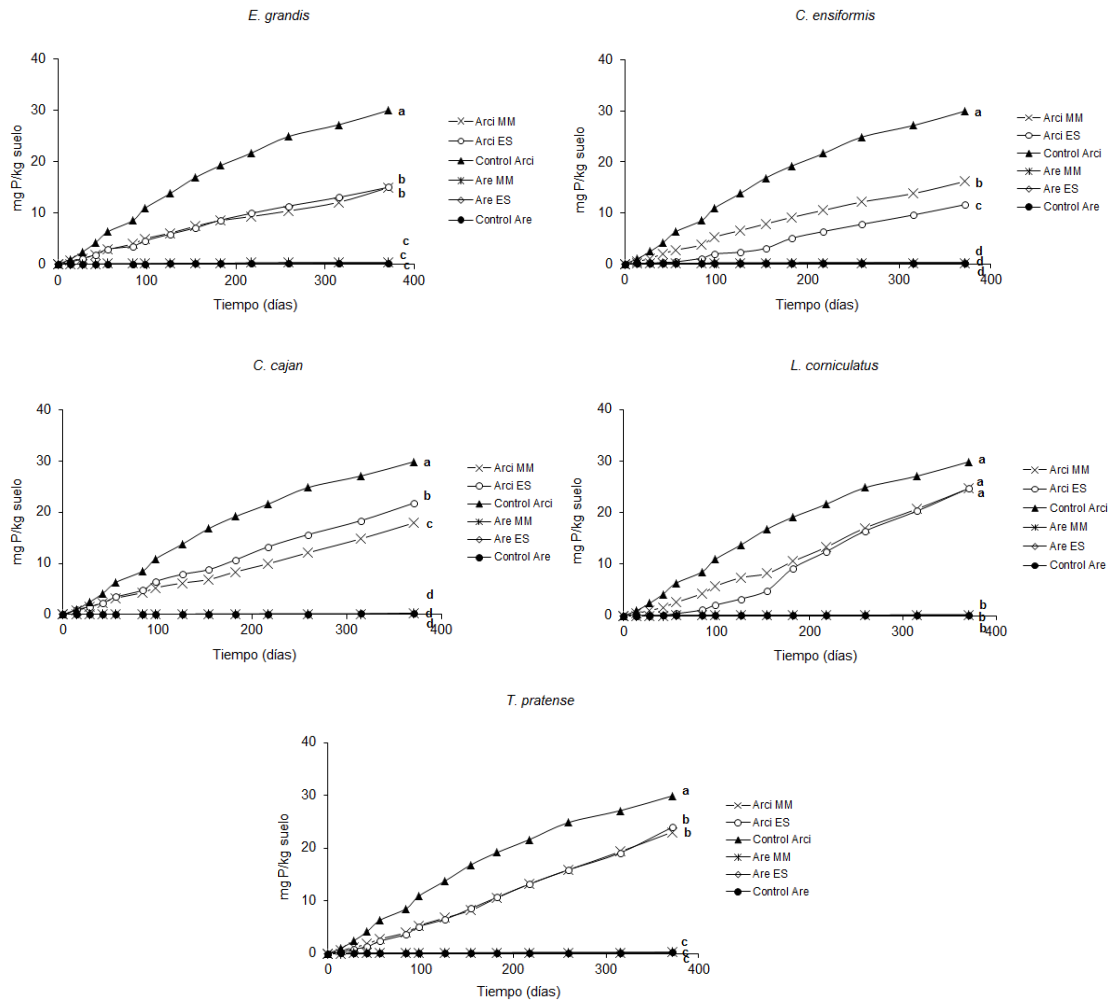 E. grandis
mg P/kg suelo
40
30
20
10
0
0
100
200
300
400
Tiempo (días)
a
b
b
c
c
c
Arci MM
Arci ES
Control Arci
Are MM
Are ES
Control Are
C. ensiformis
mg P/kg suelo
40
30
20
10
0
0
100
200
300
400
Tiempo (días)
a
b
c
d
d
d
Arci MM
Arci ES
Control Arci
Are MM
Are ES
Control Are
C. cajan
mg P/kg suelo
40
30
20
10
0
0
100
200
300
400
Tiempo (días)
a
b
c
d
d
d
Arci MM
Arci ES
Control Arci
Are MM
Are ES
Control Are
L. corniculatus
mg P/kg suelo
40
30
20
10
0
0
100
200
300
400
Tiempo (días)
a
a
a
b
b
b
Arci MM
Arci ES
Control Arci
Are MM
Are ES
Control Are
T. pratense
mg P/kg suelo
40
30
20
10
0
0
100
200
300
400
Tiempo (días)
a
b
b
c
c
c
Arci MM
Arci ES
Control Arci
Are MM
Are ES
Control Are